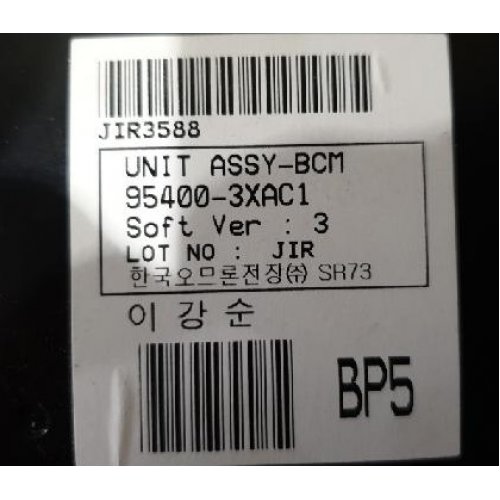 JIR3588
UNIT ASSY-BCM
95400-3XAC1
Soft Ver : 3
LOT NO : JIR
한국오므론전장㈜ SR73
이 강 순
BP5